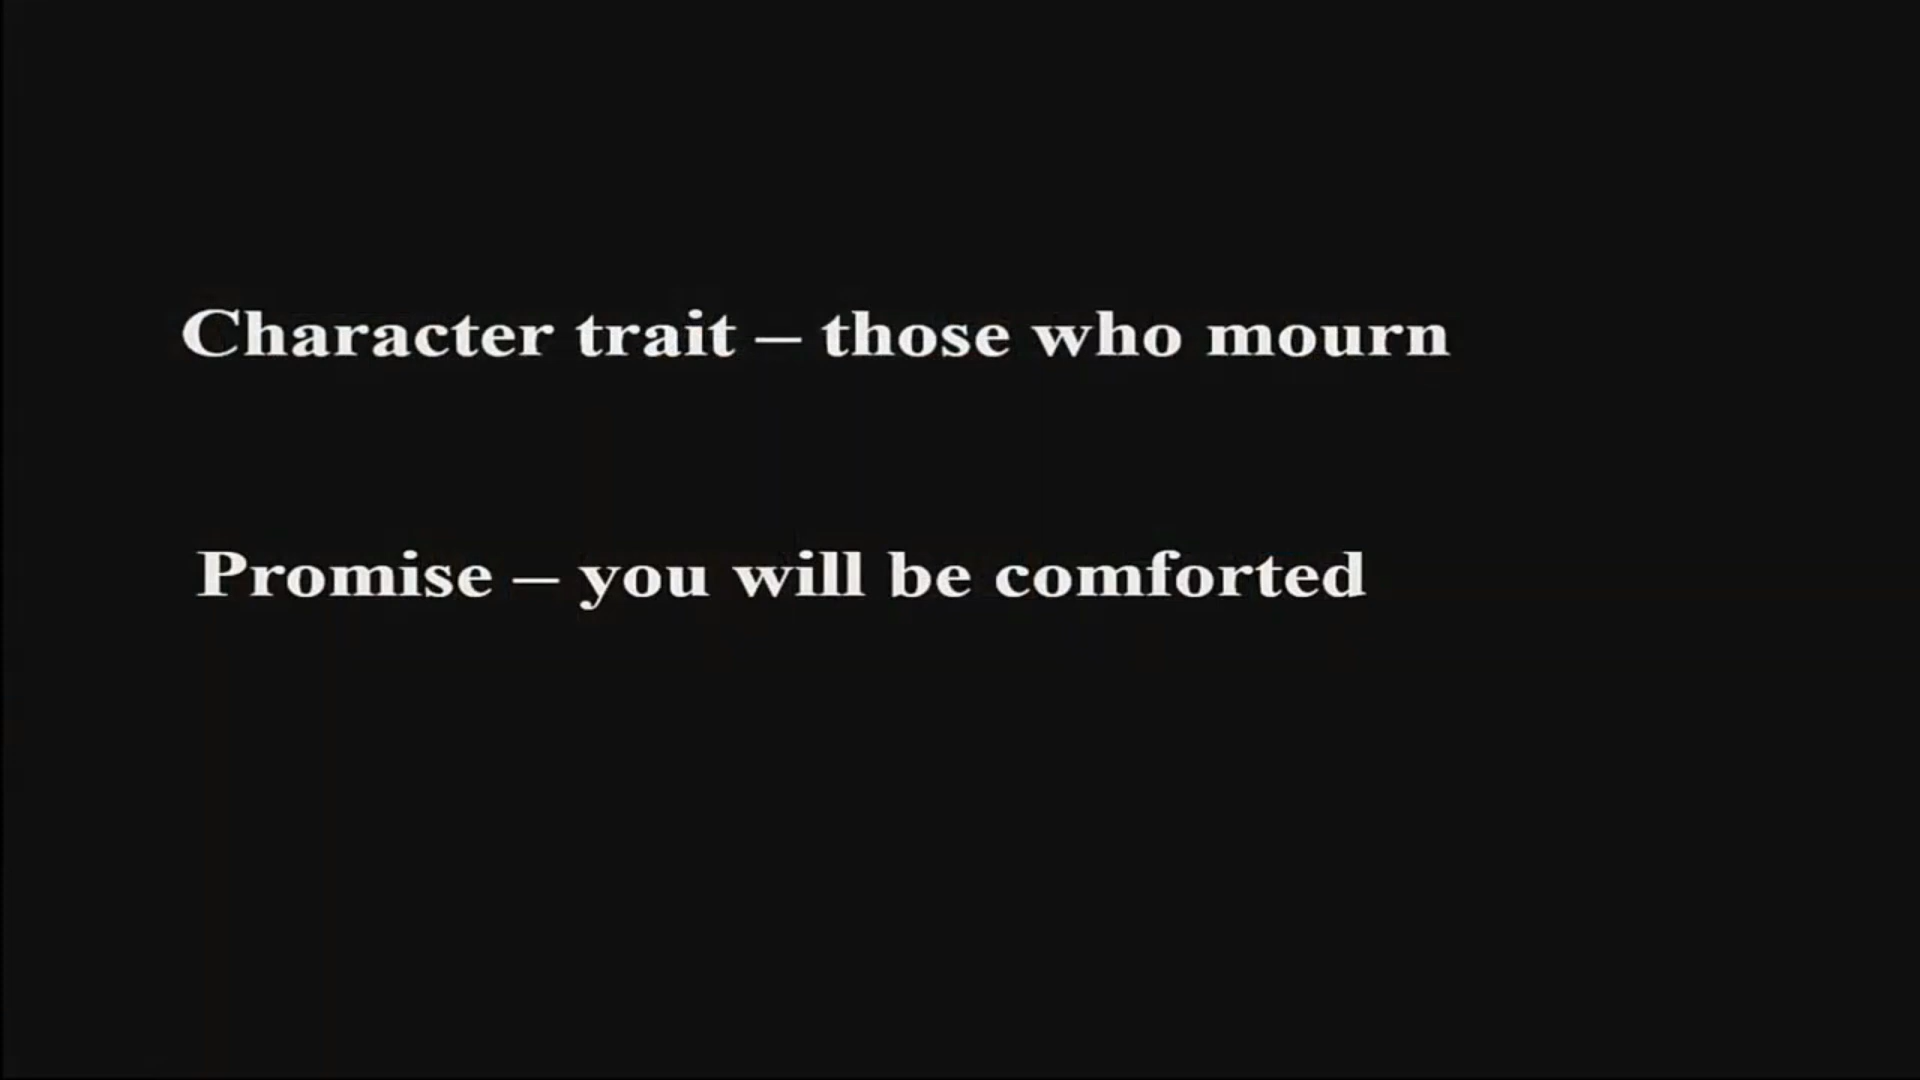 Character trait – those who mourn
Promise – you will be comforted